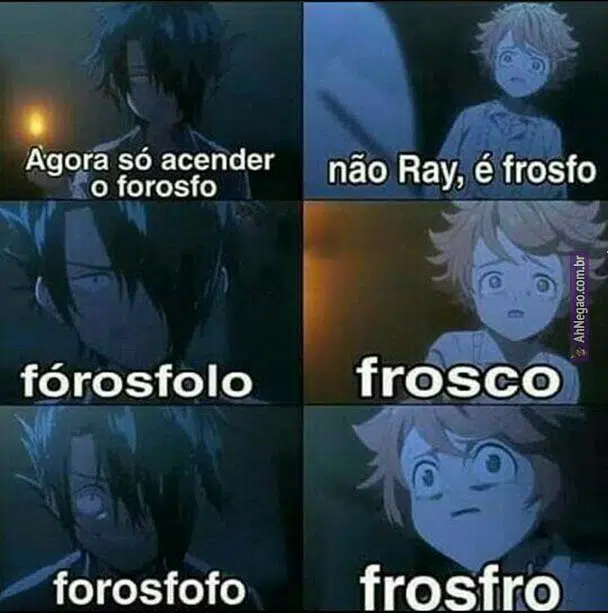 Agora só acender
o forosfo
não Ray, é frosfo
AhNegao.com.br
fórosfolo
frosco
forosfofo
frosfro